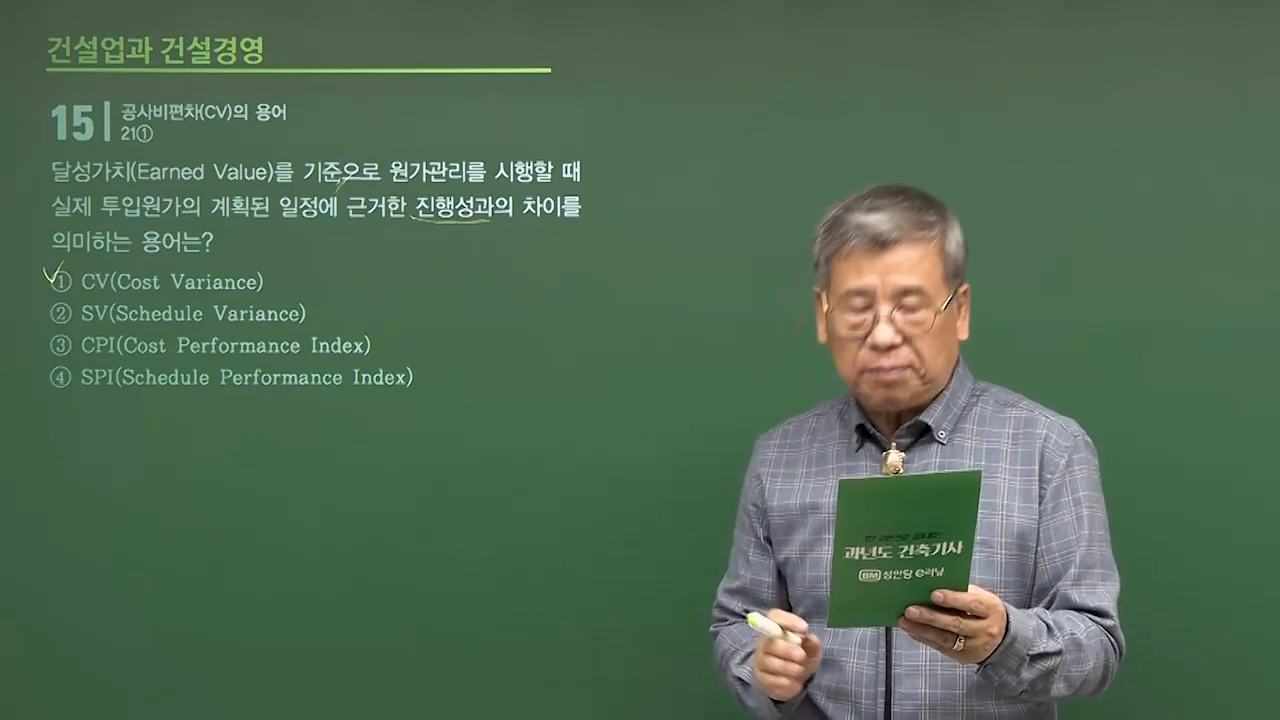 건설업과 건설경영
15 공사비편차(CV)의 용어
21①
달성가치(Earned Value)를 기준으로 원가관리를 시행할 때
실제 투입원가의 계획된 일정에 근거한 진행성과의 차이를
의미하는 용어는?
① CV(Cost Variance)
② SV(Schedule Variance)
③ CPI(Cost Performance Index)
④ SPI(Schedule Performance Index)
과년도 건축기사
BM 성안당 e러닝